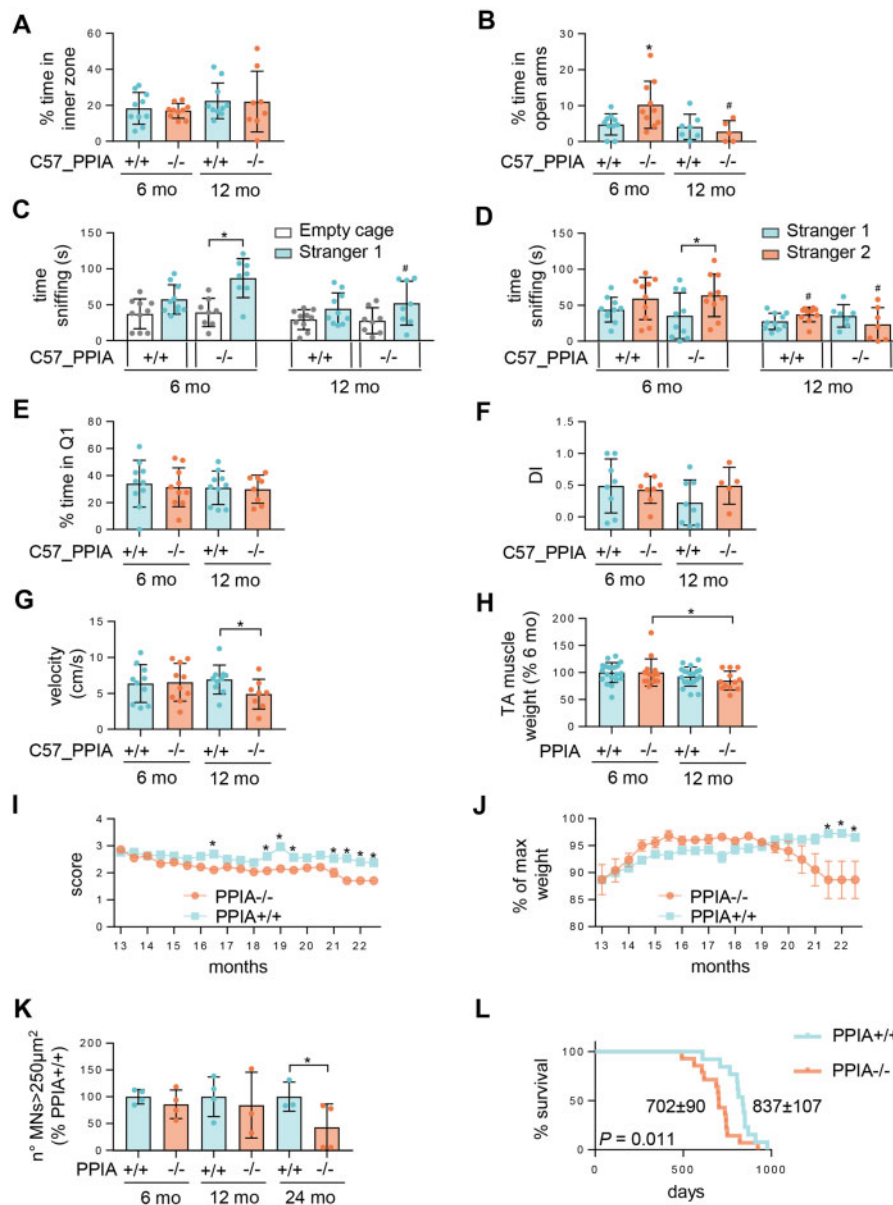 A
% time in
inner zone
60
40
20
0
C57_PPIA
+/+ -/- +/+ -/-
6 mo 12 mo
B
% time in
open arms
30
20
10
0
*
#
C57_PPIA
+/+ -/- +/+ -/-
6 mo 12 mo
C
time
sniffing (s)
150
100
50
0
Empty cage
Stranger 1
*
#
C57_PPIA
+/+ -/- +/+ -/-
6 mo 12 mo
D
time
sniffing (s)
150
100
50
0
Stranger 1
Stranger 2
*
# #
C57_PPIA
+/+ -/- +/+ -/-
6 mo 12 mo
E
% time in Q1
80
60
40
20
0
C57_PPIA
+/+ -/- +/+ -/-
6 mo 12 mo
F
DI
1.5
1.0
0.5
0.0
C57_PPIA
+/+ -/- +/+ -/-
6 mo 12 mo
G
velocity
(cm/s)
15
10
5
0
*
C57_PPIA
+/+ -/- +/+ -/-
6 mo 12 mo
H
TA muscle
weight (% 6 mo)
200
150
100
50
0
*
PPIA
+/+ -/- +/+ -/-
6 mo 12 mo
I
score
4
3
2
1
0
* * * * * * *
PPIA-/-
PPIA+/+
13 14 15 16 17 18 19 20 21 22
months
J
% of max
weight
100
95
90
85
80
* * *
PPIA-/-
PPIA+/+
13 14 15 16 17 18 19 20 21 22
months
K
n° MNs>250µm²
(% PPIA+/+)
200
150
100
50
0
*
PPIA
+/+ -/- +/+ -/- +/+ -/-
6 mo 12 mo 24 mo
L
% survival
100
50
0
PPIA+/+
PPIA-/-
702±90 837±107
P = 0.011
0 500 1000
days